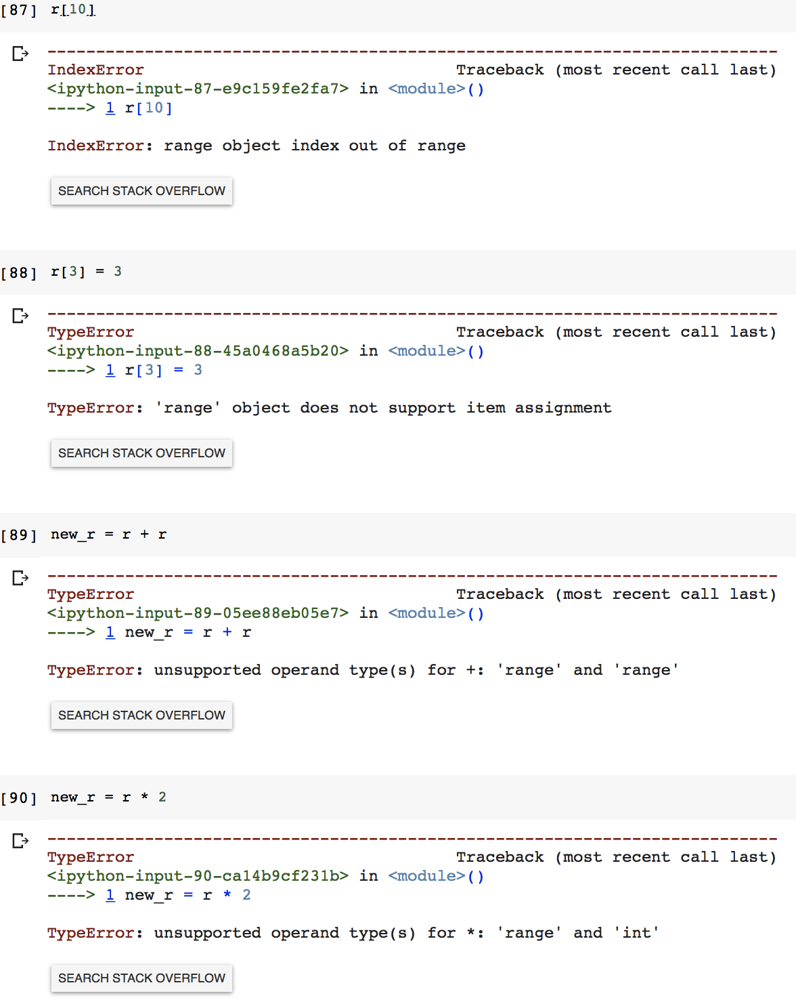 [87] r[10]
---------------------------------------------------------------------------
IndexError                                Traceback (most recent call last)
<ipython-input-87-e9c159fe2fa7> in <module>()
----> 1 r[10]
IndexError: range object index out of range
SEARCH STACK OVERFLOW
[88] r[3] = 3
---------------------------------------------------------------------------
TypeError                                 Traceback (most recent call last)
<ipython-input-88-45a0468a5b20> in <module>()
----> 1 r[3] = 3
TypeError: 'range' object does not support item assignment
SEARCH STACK OVERFLOW
[89] new_r = r + r
---------------------------------------------------------------------------
TypeError                                 Traceback (most recent call last)
<ipython-input-89-05ee88eb05e7> in <module>()
----> 1 new_r = r + r
TypeError: unsupported operand type(s) for +: 'range' and 'range'
SEARCH STACK OVERFLOW
[90] new_r = r * 2
---------------------------------------------------------------------------
TypeError                                 Traceback (most recent call last)
<ipython-input-90-ca14b9cf231b> in <module>()
----> 1 new_r = r * 2
TypeError: unsupported operand type(s) for *: 'range' and 'int'
SEARCH STACK OVERFLOW